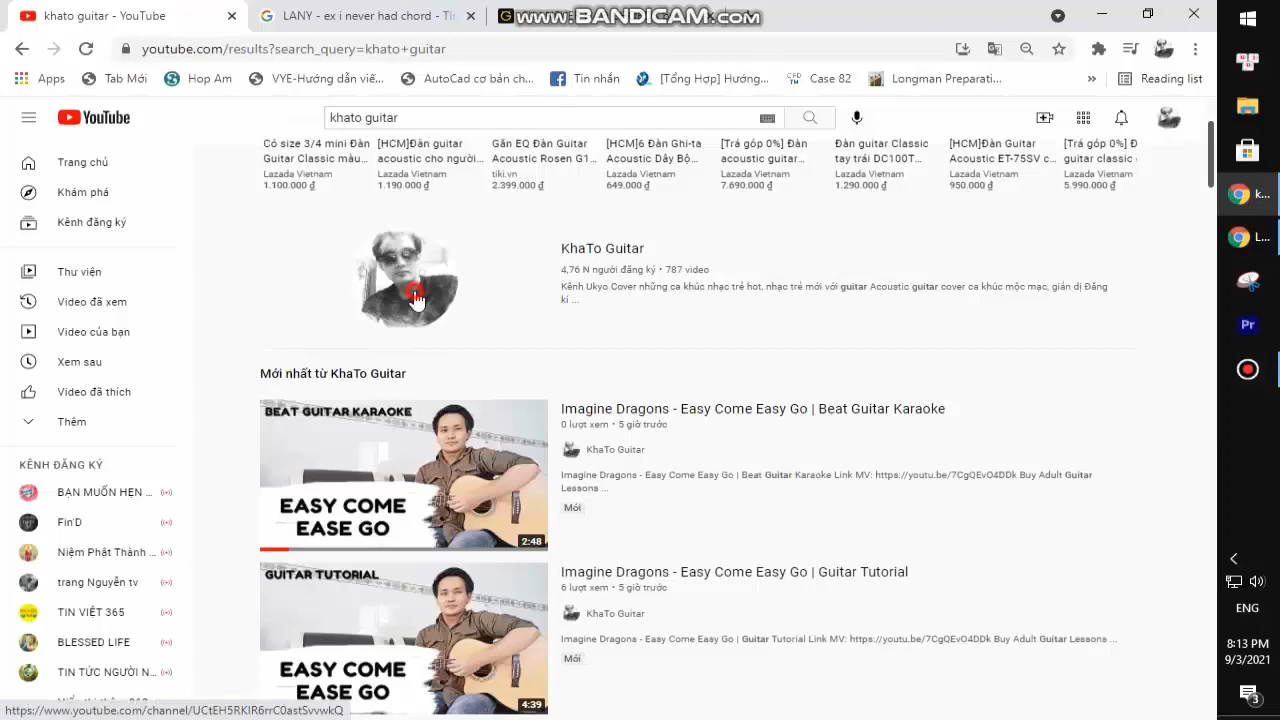 khato guitar - YouTube
LANY - ex i never had chord - Ti
www.BANDICAM.com
youtube.com/results?search_query=khato+guitar
Apps
Tab Mới
Hop Am
VYE-Hướng dẫn viê...
AutoCad cơ bản ch...
Tin nhắn
[Tổng Hợp] Hướng...
Case 82
Longman Preparati...
»
Reading list
YouTube
khato guitar
Có size 3/4 mini Đàn
Guitar Classic màu...
Lazada Vietnam
1.100.000 ₫
[HCM]Đàn guitar
acoustic cho người...
Lazada Vietnam
1.190.000 ₫
Gắn EQ Đàn Guitar
Acoustic Rosen G1...
tiki.vn
2.399.000 ₫
[HCM]6 Đàn Ghi-ta
Acoustic Dây Bộ...
Lazada Vietnam
649.000 ₫
[Trả góp 0%] Đàn
acoustic guitar...
Lazada Vietnam
7.690.000 ₫
Đàn guitar Classic
tay trái DC100T...
Lazada Vietnam
1.290.000 ₫
[HCM]Đàn Guitar
Acoustic ET-75SV c...
Lazada Vietnam
950.000 ₫
[Trả góp 0%] Đ
guitar classic
Lazada Vietnam
5.990.000 ₫
Trang chủ
Khám phá
Kênh đăng ký
Thư viện
Video đã xem
Video của bạn
Xem sau
Video đã thích
Thêm
KÊNH ĐĂNG KÝ
BẠN MUỐN HẸN ...
Fin'D
Niệm Phật Thành ...
trang Nguyễn tv
TIN VIỆT 365
BLESSED LIFE
TIN TỨC NGƯỜI N...
KhaTo Guitar
4,76 N người đăng ký • 787 video
Kênh Ukyo Cover những ca khúc nhạc trẻ hot, nhạc trẻ mới với guitar Acoustic guitar cover ca khúc mộc mạc, giản dị Đăng
kí ...
Mới nhất từ KhaTo Guitar
BEAT GUITAR KARAOKE
EASY COME
EASE GO
2:48
Imagine Dragons - Easy Come Easy Go | Beat Guitar Karaoke
0 lượt xem • 5 giờ trước
KhaTo Guitar
Imagine Dragons - Easy Come Easy Go | Beat Guitar Karaoke Link MV: https://youtu.be/7CgQEvO4DDk Buy Adult Guitar
Lessons ...
Mới
GUITAR TUTORIAL
EASY COME
EASE GO
4:39
Imagine Dragons - Easy Come Easy Go | Guitar Tutorial
6 lượt xem • 5 giờ trước
KhaTo Guitar
Imagine Dragons - Easy Come Easy Go | Guitar Tutorial Link MV: https://youtu.be/7CgQEvO4DDk Buy Adult Guitar Lessons ...
Mới
https://www.youtube.com/channel/UCtEH5RKIR6rrC0astSvvwkQ
k...
L...
Pr
ENG
8:13 PM
9/3/2021
3